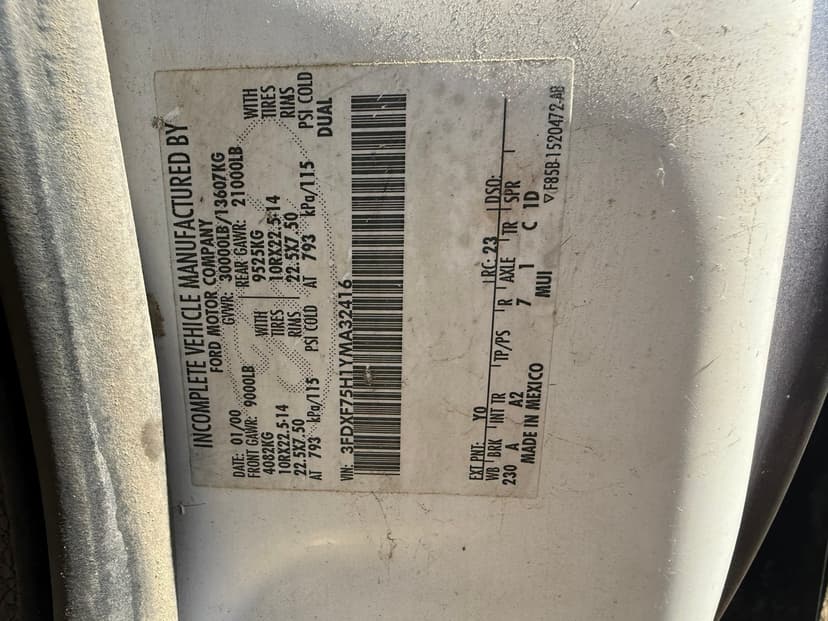 INCOMPLETE VEHICLE MANUFACTURED BY
FORD MOTOR COMPANY
DATE: 01/00 GVWR: 30000LB/13607KG
FRONT GAWR: 9000LB REAR GAWR: 21000LB
4082KG WITH 9525KG WITH
10RX22.5-14 TIRES 10RX22.5-14 TIRES
22.5X7.50 RIMS 22.5X7.50 RIMS
AT 793 kPa/115 PSI COLD AT 793 kPa/115 PSI COLD
DUAL
VIN: 3FDXF75H1YMA32416
EXT PNT: YO RC: 23 DSO:
WB BRK INT TR TP/PS R AXLE TR SPR
230 A A2 7 1 C 1D
MUI
MADE IN MEXICO
▽F85B-1520472-AB